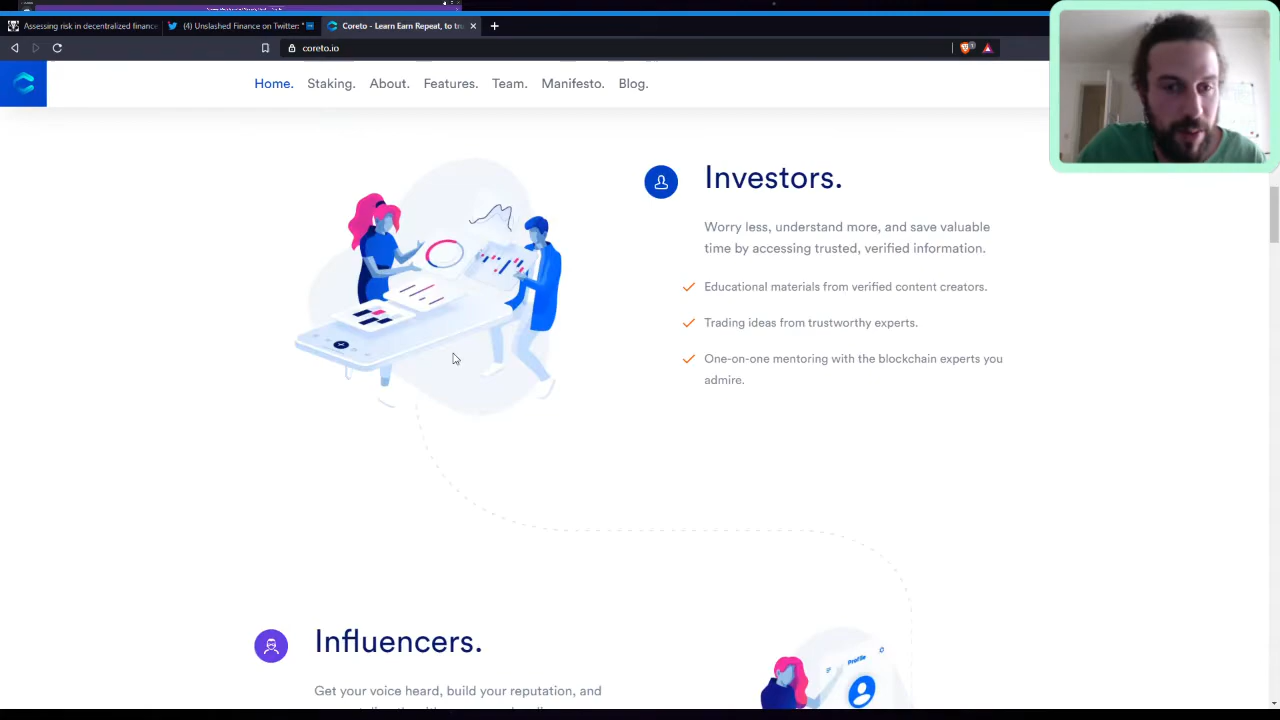 Assessing risk in decentralized finance
(4) Unslashed Finance on Twitter: "
Coreto - Learn Earn Repeat, to tru
coreto.io
1
Home. Staking. About. Features. Team. Manifesto. Blog.
Investors.
Worry less, understand more, and save valuable
time by accessing trusted, verified information.
Educational materials from verified content creators.
Trading ideas from trustworthy experts.
One-on-one mentoring with the blockchain experts you
admire.
Influencers.
Get your voice heard, build your reputation, and
Profile